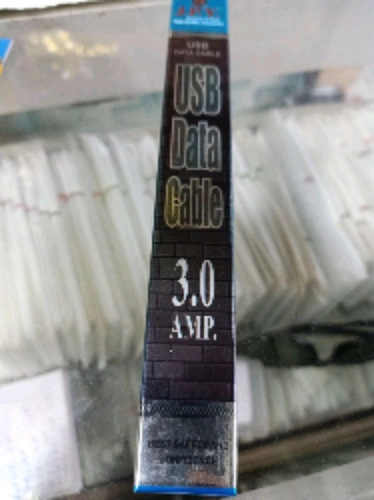 USB
DATA CABLE
USB
Data
Cable
3.0
AMP.